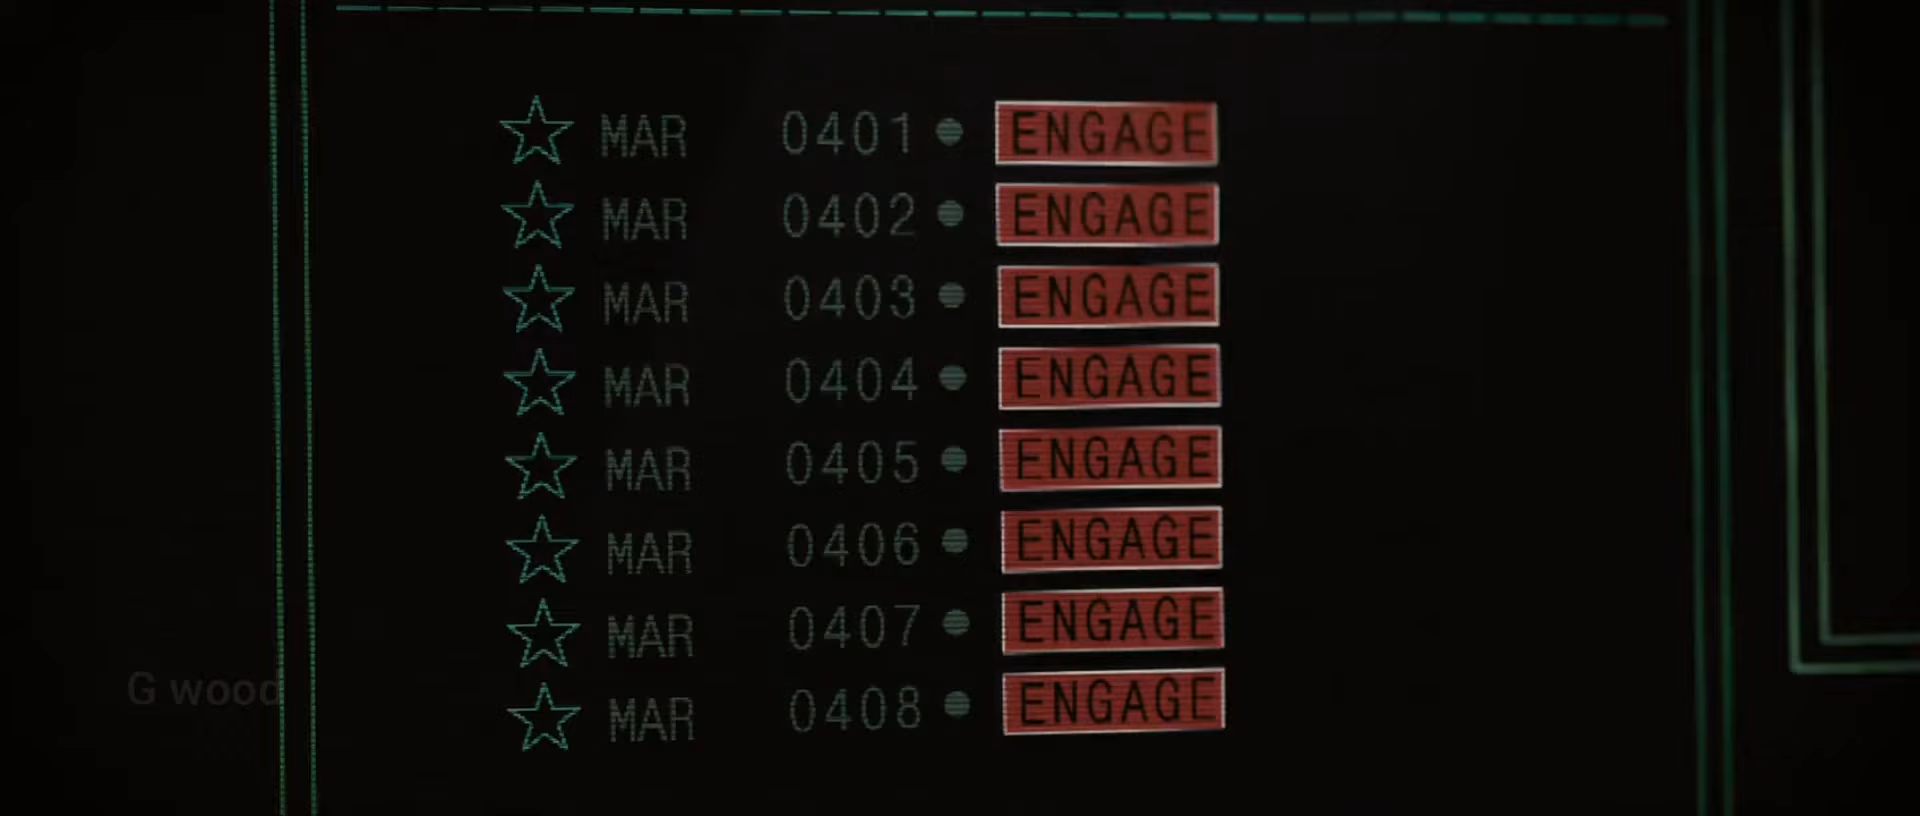 MAR 0401 ENGAGE
MAR 0402 ENGAGE
MAR 0403 ENGAGE
MAR 0404 ENGAGE
MAR 0405 ENGAGE
MAR 0406 ENGAGE
MAR 0407 ENGAGE
MAR 0408 ENGAGE
G wood